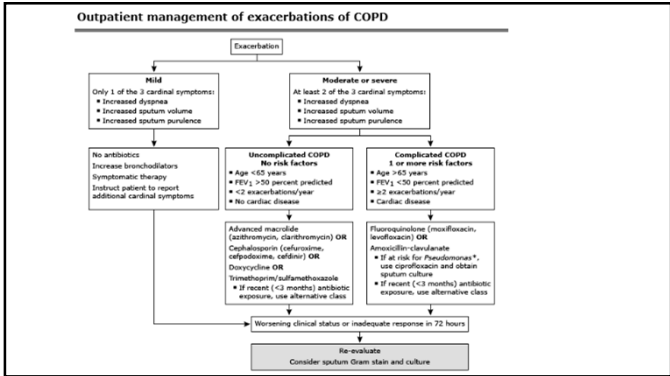 Outpatient management of exacerbations of COPD
Exacerbation
Mild
Only 1 of the 3 cardinal symptoms:
▪ Increased dyspnea
▪ Increased sputum volume
▪ Increased sputum purulence
Moderate or severe
At least 2 of the 3 cardinal symptoms:
▪ Increased dyspnea
▪ Increased sputum volume
▪ Increased sputum purulence
No antibiotics
Increase bronchodilators
Symptomatic therapy
Instruct patient to report
additional cardinal symptoms
Uncomplicated COPD
No risk factors
▪ Age <65 years
▪ FEV1 >50 percent predicted
▪ <2 exacerbations/year
▪ No cardiac disease
Complicated COPD
1 or more risk factors
▪ Age >65 years
▪ FEV1 <50 percent predicted
▪ ≥2 exacerbations/year
▪ Cardiac disease
Advanced macrolide
(azithromycin, clarithromycin) OR
Cephalosporin (cefuroxime,
cefpodoxime, cefdinir) OR
Doxycycline OR
Trimethoprim/sulfamethoxazole
▪ If recent (<3 months) antibiotic
exposure, use alternative class
Fluoroquinolone (moxifloxacin,
levofloxacin) OR
Amoxicillin-clavulanate
▪ If at risk for Pseudomonas*,
use ciprofloxacin and obtain
sputum culture
▪ If recent (<3 months) antibiotic
exposure, use alternative class
Worsening clinical status or inadequate response in 72 hours
Re-evaluate
Consider sputum Gram stain and culture